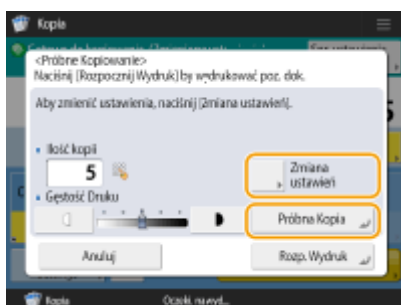 Kopia
<Próbne Kopiowanie>
Naciśnij [Rozpocznij Wydruk] by wydrukować poz. dok.
Aby zmienić ustawienia, naciśnij [Zmiana ustawień].
Ilość kopii
5
Zmiana
ustawień
Gęstość Druku
Próbna Kopia
Anuluj
Rozp. Wydruk
Kopia